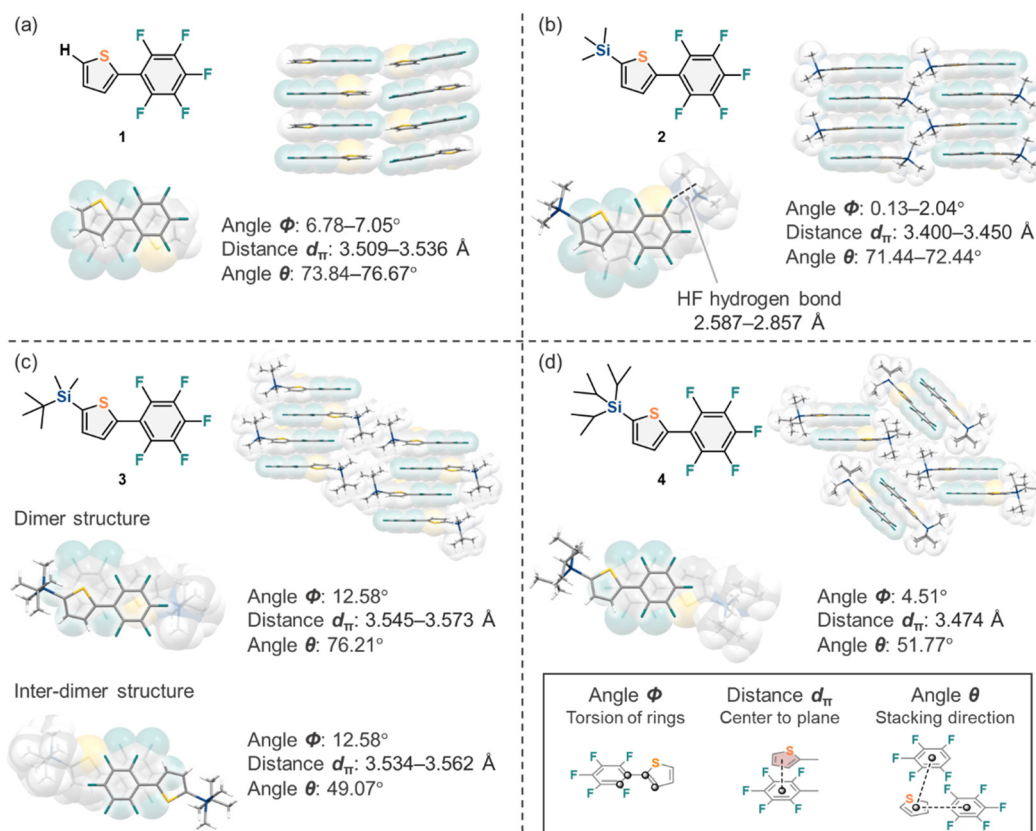 (a)
H
S
F
F
F
F
F
1
Angle Φ: 6.78–7.05°
Distance dπ: 3.509–3.536 Å
Angle θ: 73.84–76.67°
(b)
Si
S
F
F
F
F
F
2
Angle Φ: 0.13–2.04°
Distance dπ: 3.400–3.450 Å
Angle θ: 71.44–72.44°
HF hydrogen bond
2.587–2.857 Å
(c)
Si
S
F
F
F
F
F
3
Dimer structure
Angle Φ: 12.58°
Distance dπ: 3.545–3.573 Å
Angle θ: 76.21°
Inter-dimer structure
Angle Φ: 12.58°
Distance dπ: 3.534–3.562 Å
Angle θ: 49.07°
(d)
Si
S
F
F
F
F
F
4
Angle Φ: 4.51°
Distance dπ: 3.474 Å
Angle θ: 51.77°
Angle Φ
Torsion of rings
F
F
F
F
F
S
Distance dπ
Center to plane
S
F
F
F
F
F
Angle θ
Stacking direction
F
F
F
F
F
S
F
F
F
F
F